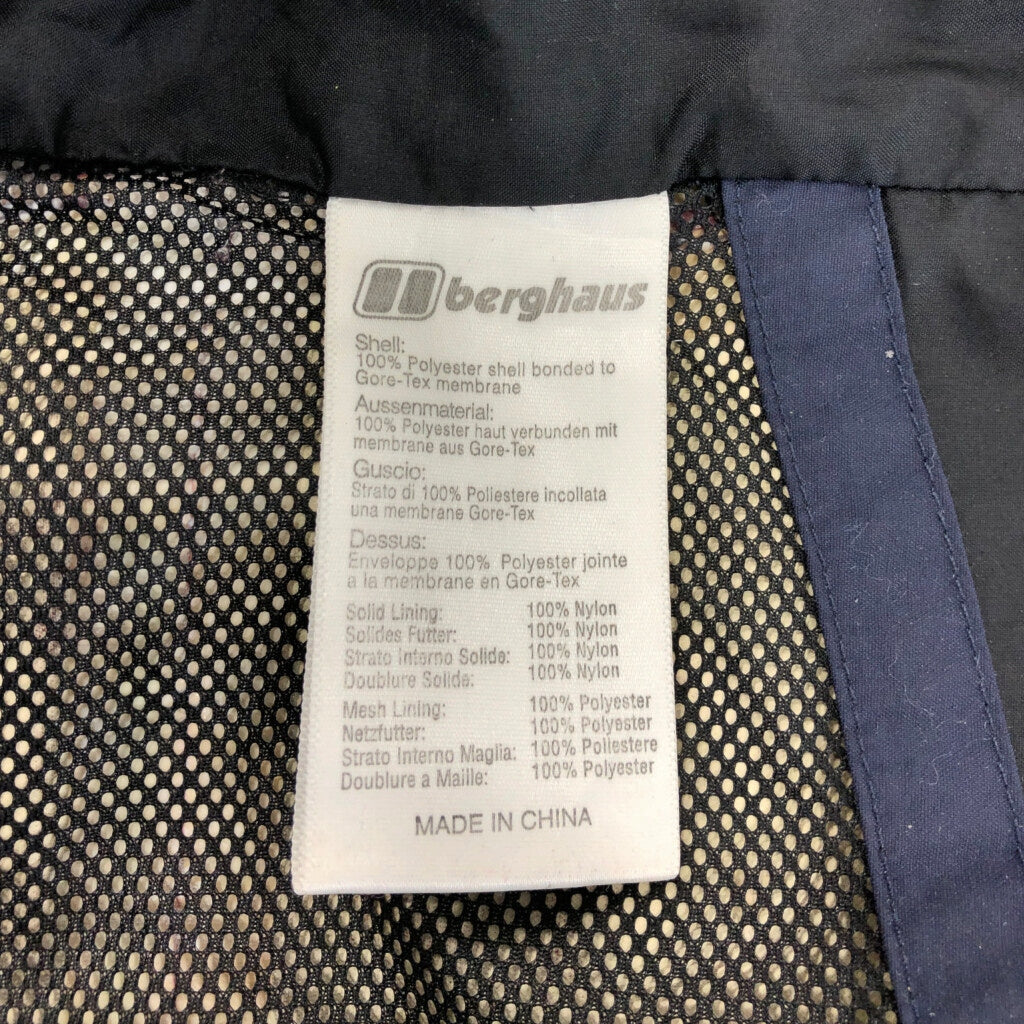 berghaus
Shell:
100% Polyester shell bonded to
Gore-Tex membrane
Aussenmaterial:
100% Polyester haut verbunden mit
membrane aus Gore-Tex
Guscio:
Strato di 100% Poliestere incollata
una membrane Gore-Tex
Dessus:
Enveloppe 100% Polyester jointe
a la membrane en Gore-Tex
Solid Lining: 100% Nylon
Solides Futter: 100% Nylon
Strato Interno Solide: 100% Nylon
Doublure Solide: 100% Nylon
Mesh Lining: 100% Polyester
Netzfutter: 100% Polyester
Strato Interno Maglia: 100% Poliestere
Doublure a Maille: 100% Polyester
MADE IN CHINA